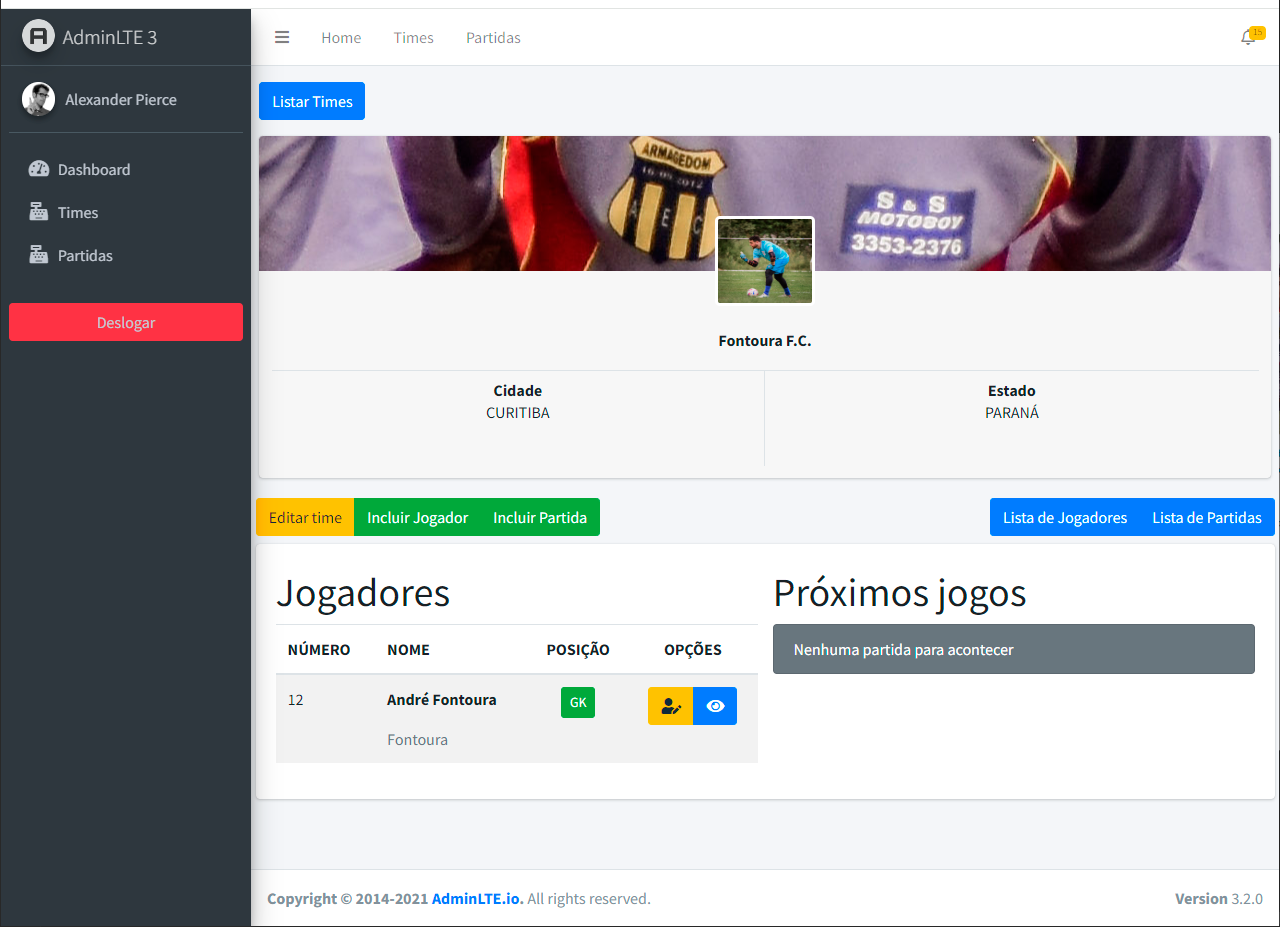 AdminLTE 3
Home Times Partidas
15
Alexander Pierce
Dashboard
Times
Partidas
Deslogar
Listar Times
ARMAGEDOM
16.05.2012
A E C
S & S
MOTOBOY
3353-2376
Fontoura F.C.
Cidade
CURITIBA
Estado
PARANÁ
Editar time Incluir Jogador Incluir Partida
Lista de Jogadores Lista de Partidas
Jogadores
NÚMERO NOME POSIÇÃO OPÇÕES
12 André Fontoura GK
Fontoura
Próximos jogos
Nenhuma partida para acontecer
Copyright © 2014-2021 AdminLTE.io. All rights reserved.
Version 3.2.0